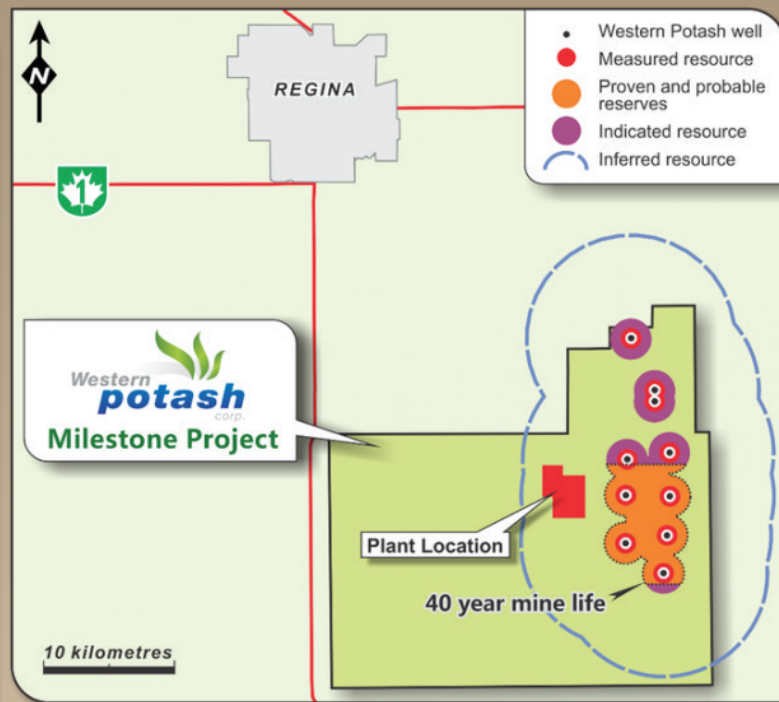 N
REGINA
1
Western Potash well
Measured resource
Proven and probable
reserves
Indicated resource
Inferred resource
Western
potash
corp.
Milestone Project
Plant Location
40 year mine life
10 kilometres